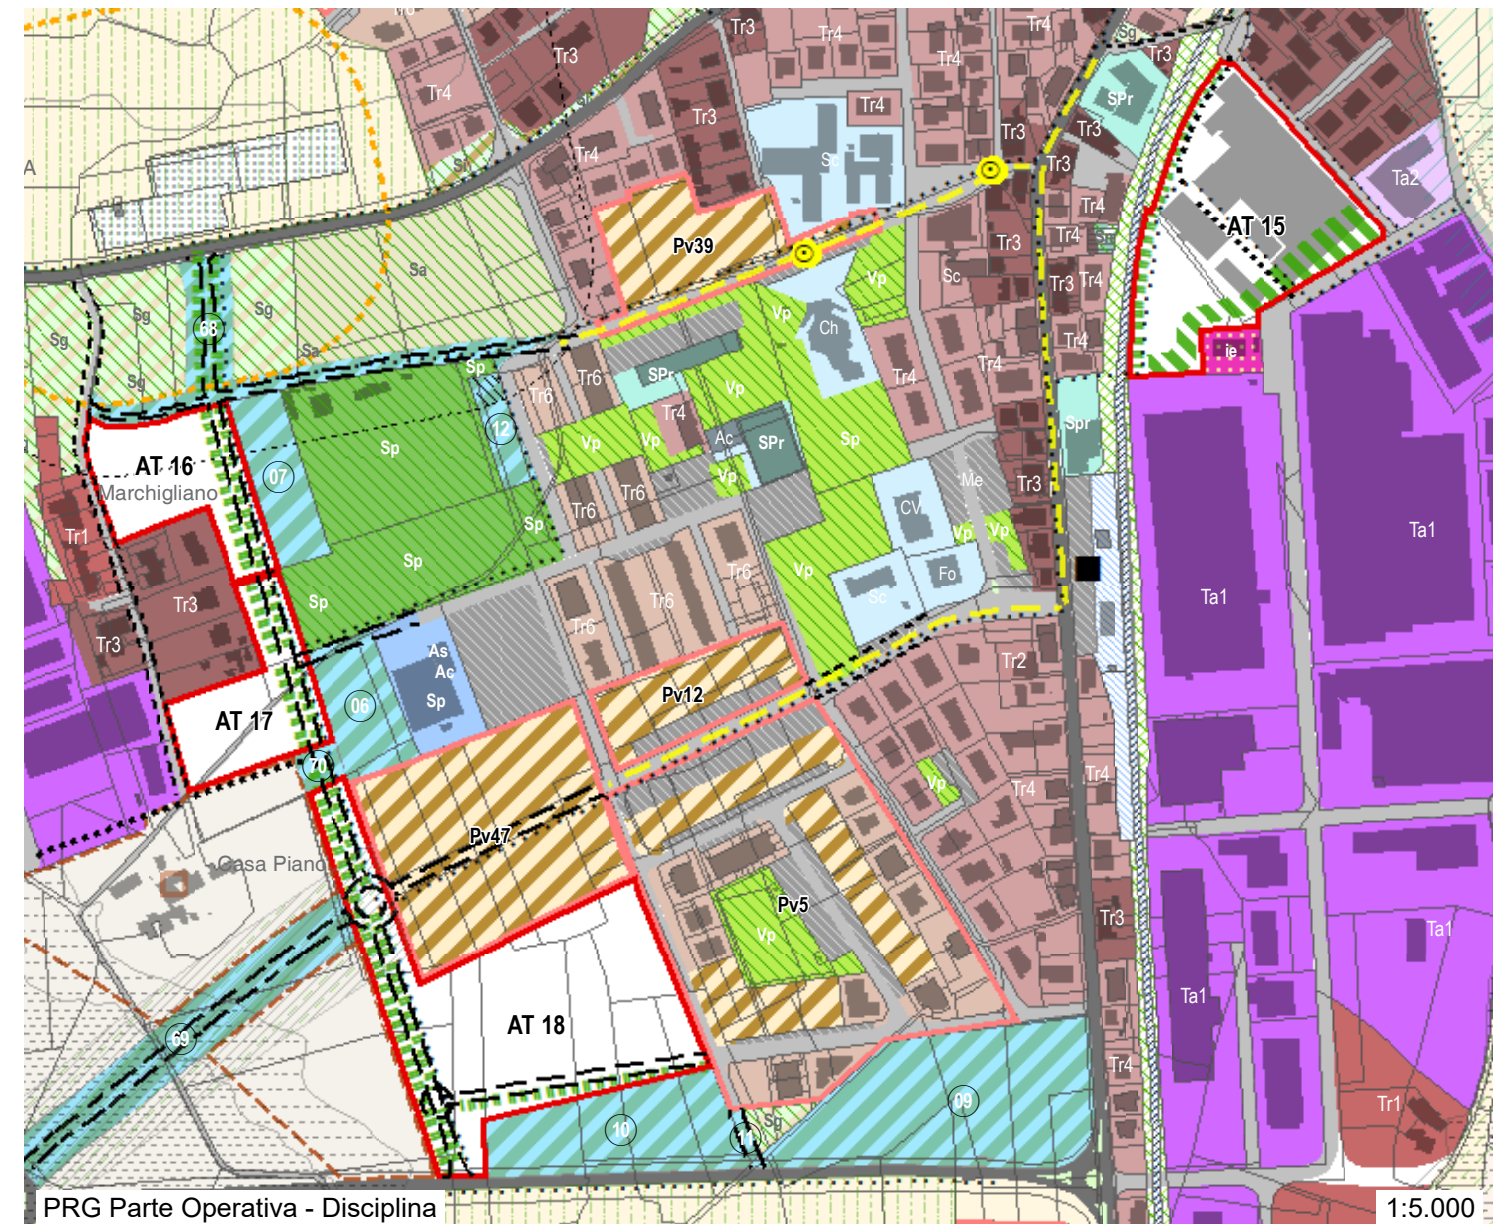 Tr3
Tr4
Tr4
Sg
Tr3
Tr3
Tr4
Tr4
SPr
Tr4
Tr3
Tr4
Tr3
Tr3
Tr4
Sc
Tr3
A
Ta2
Tr4
AT 15
Pv39
Tr3
Tr4
Sa
Sc
Vp
Tr3
Tr4
Sg
Sg
68
Vp
Ch
Sg
Sa
Tr4
ie
Sp
Tr4
SPr
Tr6
Tr6
Vp
Tr4
Sg
Tr4
Spr
12
Ac
SPr
Sp
Vp
Vp
Sp
AT 16
07
Vp
Marchigliano
Tr6
Me
Tr3
Tr6
CV
Sp
Vp
Vp
Ta1
Tr1
Sp
Vp
Tr6
Fo
Ta1
Sp
Tr3
Tr6
Sc
Tr6
Tr3
As
Ac
Tr2
Sp
Pv12
06
AT 17
70
Tr4
Vp
Tr4
Pv47
Casa Piano
Pv5
Vp
Tr3
Ta1
Ta1
AT 18
69
Tr4
09
Tr1
Sg
10
11
PRG Parte Operativa - Disciplina
1:5.000